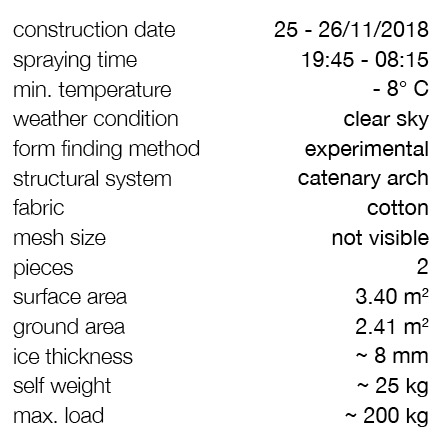 construction date 25 - 26/11/2018
spraying time 19:45 - 08:15
min. temperature - 8° C
weather condition clear sky
form finding method experimental
structural system catenary arch
fabric cotton
mesh size not visible
pieces 2
surface area 3.40 m²
ground area 2.41 m²
ice thickness ~ 8 mm
self weight ~ 25 kg
max. load ~ 200 kg